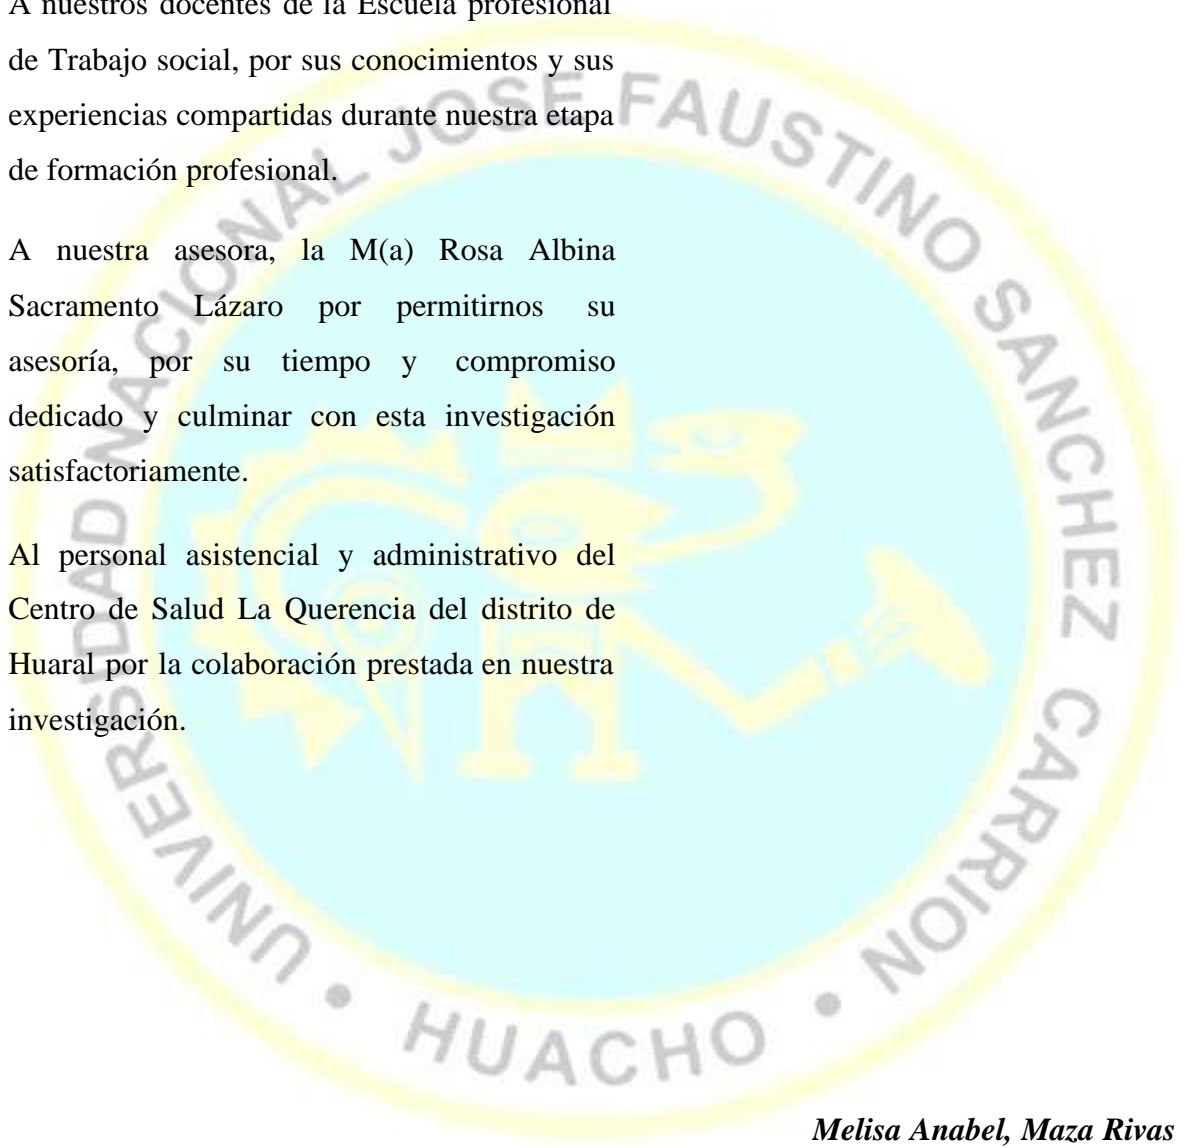 A nuestros docentes de la Escuela profesional
de Trabajo social, por sus conocimientos y sus
experiencias compartidas durante nuestra etapa
de formación profesional.
A nuestra asesora, la M(a) Rosa Albina
Sacramento Lázaro por permitirnos su
asesoría, por su tiempo y compromiso
dedicado y culminar con esta investigación
satisfactoriamente.
Al personal asistencial y administrativo del
Centro de Salud La Querencia del distrito de
Huaral por la colaboración prestada en nuestra
investigación.
UNIVERSIDAD NACIONAL JOSE FAUSTINO SANCHEZ CARRION
• HUACHO •
Melisa Anabel, Maza Rivas